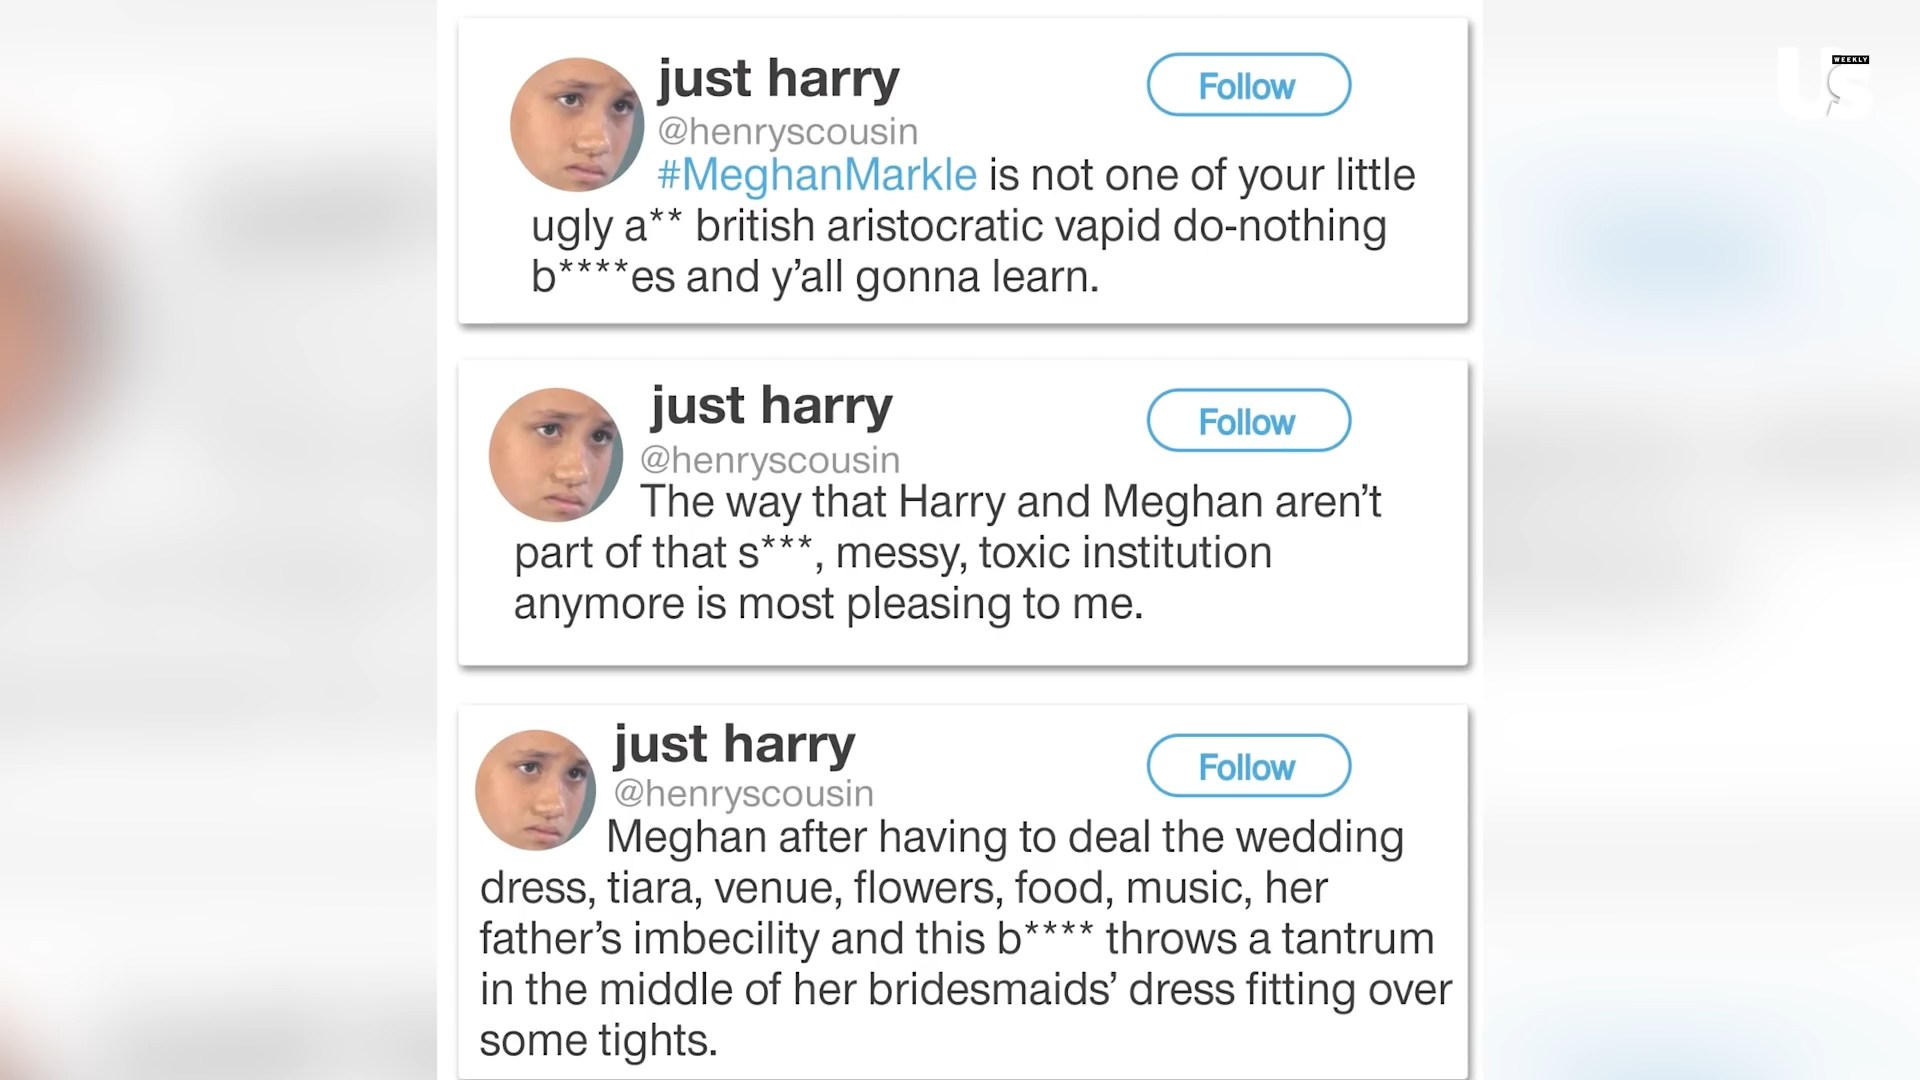 WEEKLY
Us
just harry
Follow
@henryscousin
#MeghanMarkle is not one of your little
ugly a** british aristocratic vapid do-nothing
b****es and y’all gonna learn.
just harry
Follow
@henryscousin
The way that Harry and Meghan aren’t
part of that s***, messy, toxic institution
anymore is most pleasing to me.
just harry
Follow
@henryscousin
Meghan after having to deal the wedding
dress, tiara, venue, flowers, food, music, her
father’s imbecility and this b**** throws a tantrum
in the middle of her bridesmaids’ dress fitting over
some tights.